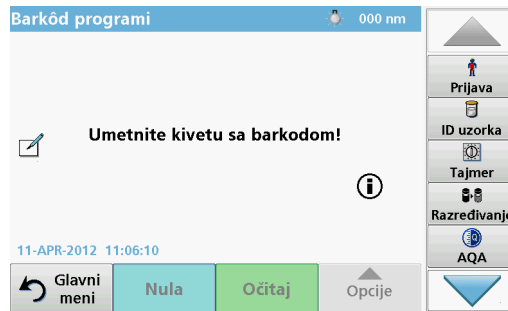 Barkôd programi
000 nm
Umetnite kivetu sa barkodom!
11-APR-2012 11:06:10
Glavni
meni
Nula
Očitaj
Opcije
Prijava
ID uzorka
Tajmer
Razređivanje
AQA